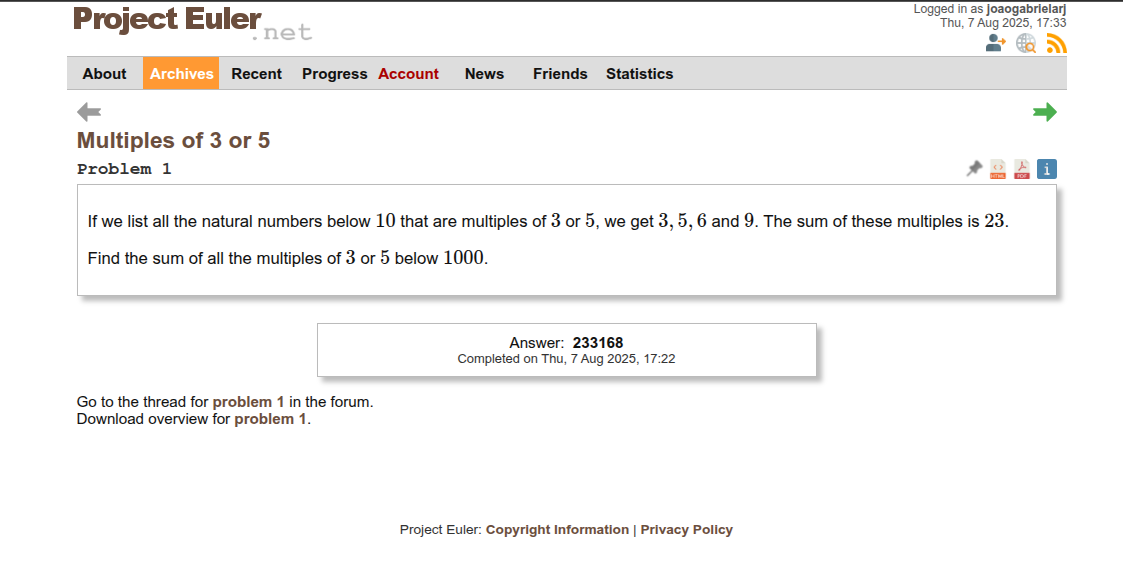 Project Euler
.net
Logged in as joaogabrielarj
Thu, 7 Aug 2025, 17:33
About Archives Recent Progress Account News Friends Statistics
Multiples of 3 or 5
Problem 1
HTML PDF i
If we list all the natural numbers below 10 that are multiples of 3 or 5, we get 3, 5, 6 and 9. The sum of these multiples is 23.
Find the sum of all the multiples of 3 or 5 below 1000.
Answer: 233168
Completed on Thu, 7 Aug 2025, 17:22
Go to the thread for problem 1 in the forum.
Download overview for problem 1.
Project Euler: Copyright Information | Privacy Policy